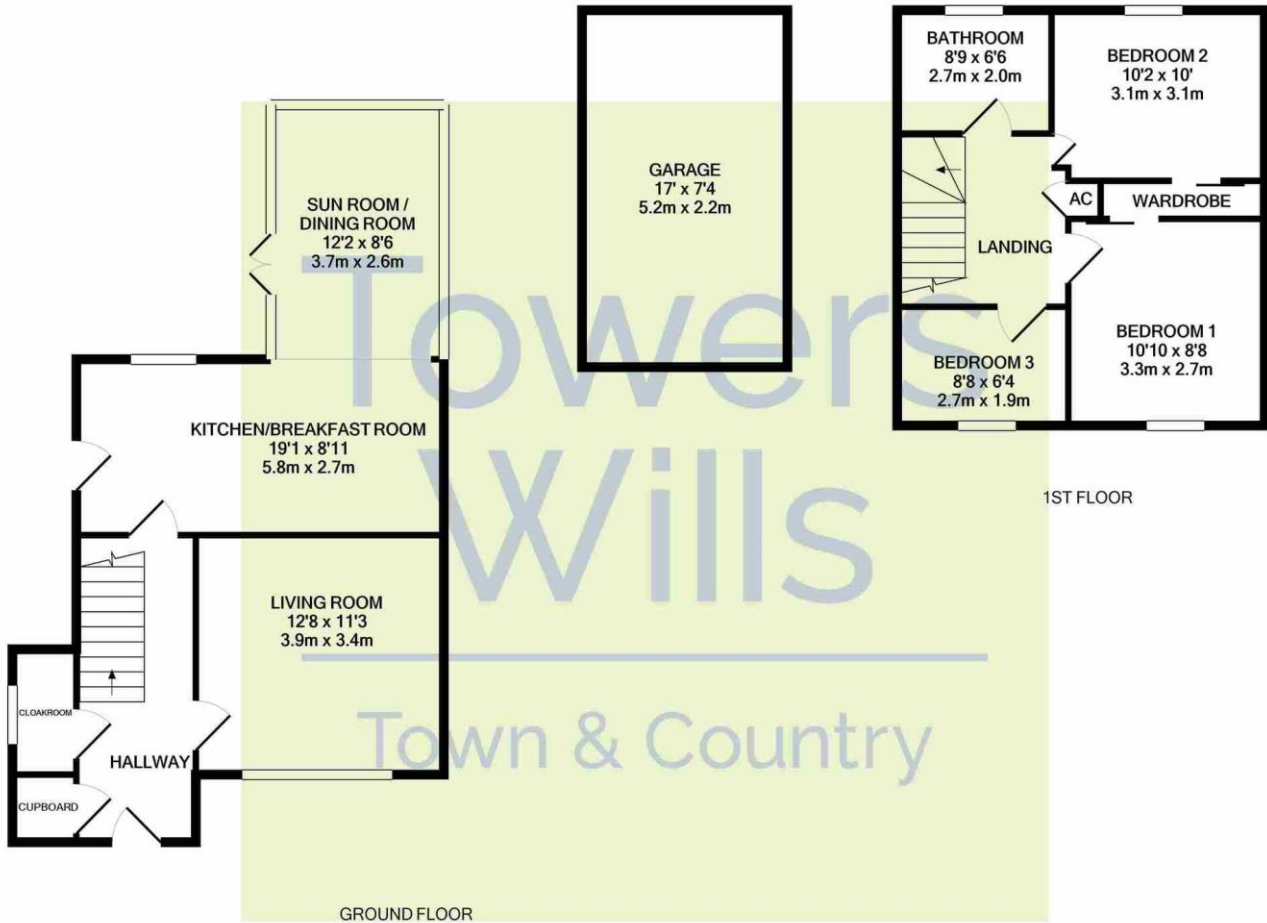 SUN ROOM /
DINING ROOM
12'2 x 8'6
3.7m x 2.6m
KITCHEN/BREAKFAST ROOM
19'1 x 8'11
5.8m x 2.7m
LIVING ROOM
12'8 x 11'3
3.9m x 3.4m
CLOAKROOM
HALLWAY
CUPBOARD
GROUND FLOOR
GARAGE
17' x 7'4
5.2m x 2.2m
BATHROOM
8'9 x 6'6
2.7m x 2.0m
BEDROOM 2
10'2 x 10'
3.1m x 3.1m
AC
WARDROBE
LANDING
BEDROOM 1
10'10 x 8'8
3.3m x 2.7m
BEDROOM 3
8'8 x 6'4
2.7m x 1.9m
1ST FLOOR
Towers
Wills
Town & Country